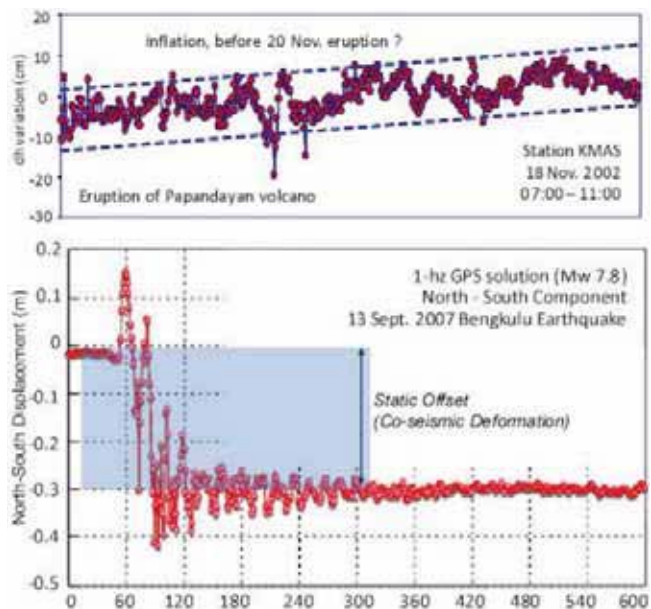 20
10
0
-10
-20
-30
dh variation (cm)
Inflation, before 20 Nov. eruption ?
Eruption of Papandayan volcano
Station KMAS
18 Nov. 2002
07:00 – 11:00
0.2
0.1
0
-0.1
-0.2
-0.3
-0.4
-0.5
North-South Displacement (m)
1-hz GPS solution (Mw 7.8)
North - South Component
13 Sept. 2007 Bengkulu Earthquake
Static Offset
(Co-seismic Deformation)
0 60 120 180 240 300 360 420 480 540 600